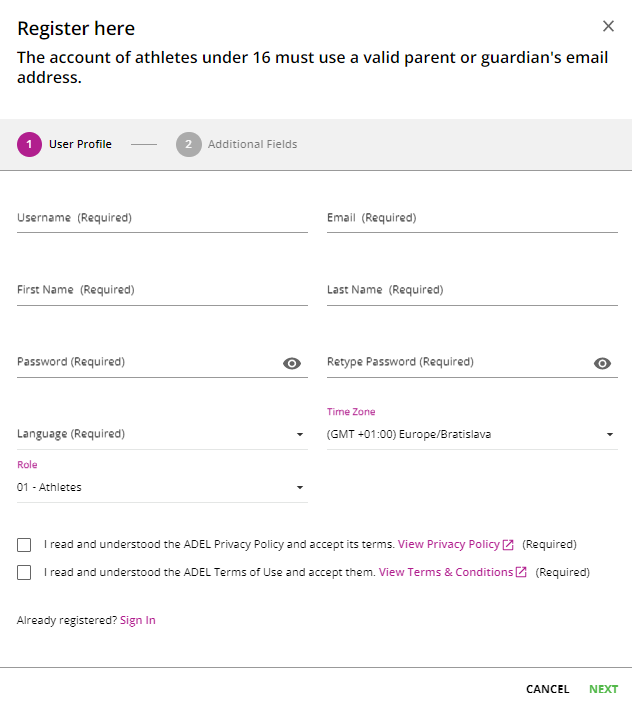 Register here
The account of athletes under 16 must use a valid parent or guardian's email
address.
1 User Profile 2 Additional Fields
Username (Required) Email (Required)
First Name (Required) Last Name (Required)
Password (Required) Retype Password (Required)
Time Zone
Language (Required) (GMT +01:00) Europe/Bratislava
Role
01 - Athletes
I read and understood the ADEL Privacy Policy and accept its terms. View Privacy Policy (Required)
I read and understood the ADEL Terms of Use and accept them. View Terms & Conditions (Required)
Already registered? Sign In
CANCEL NEXT